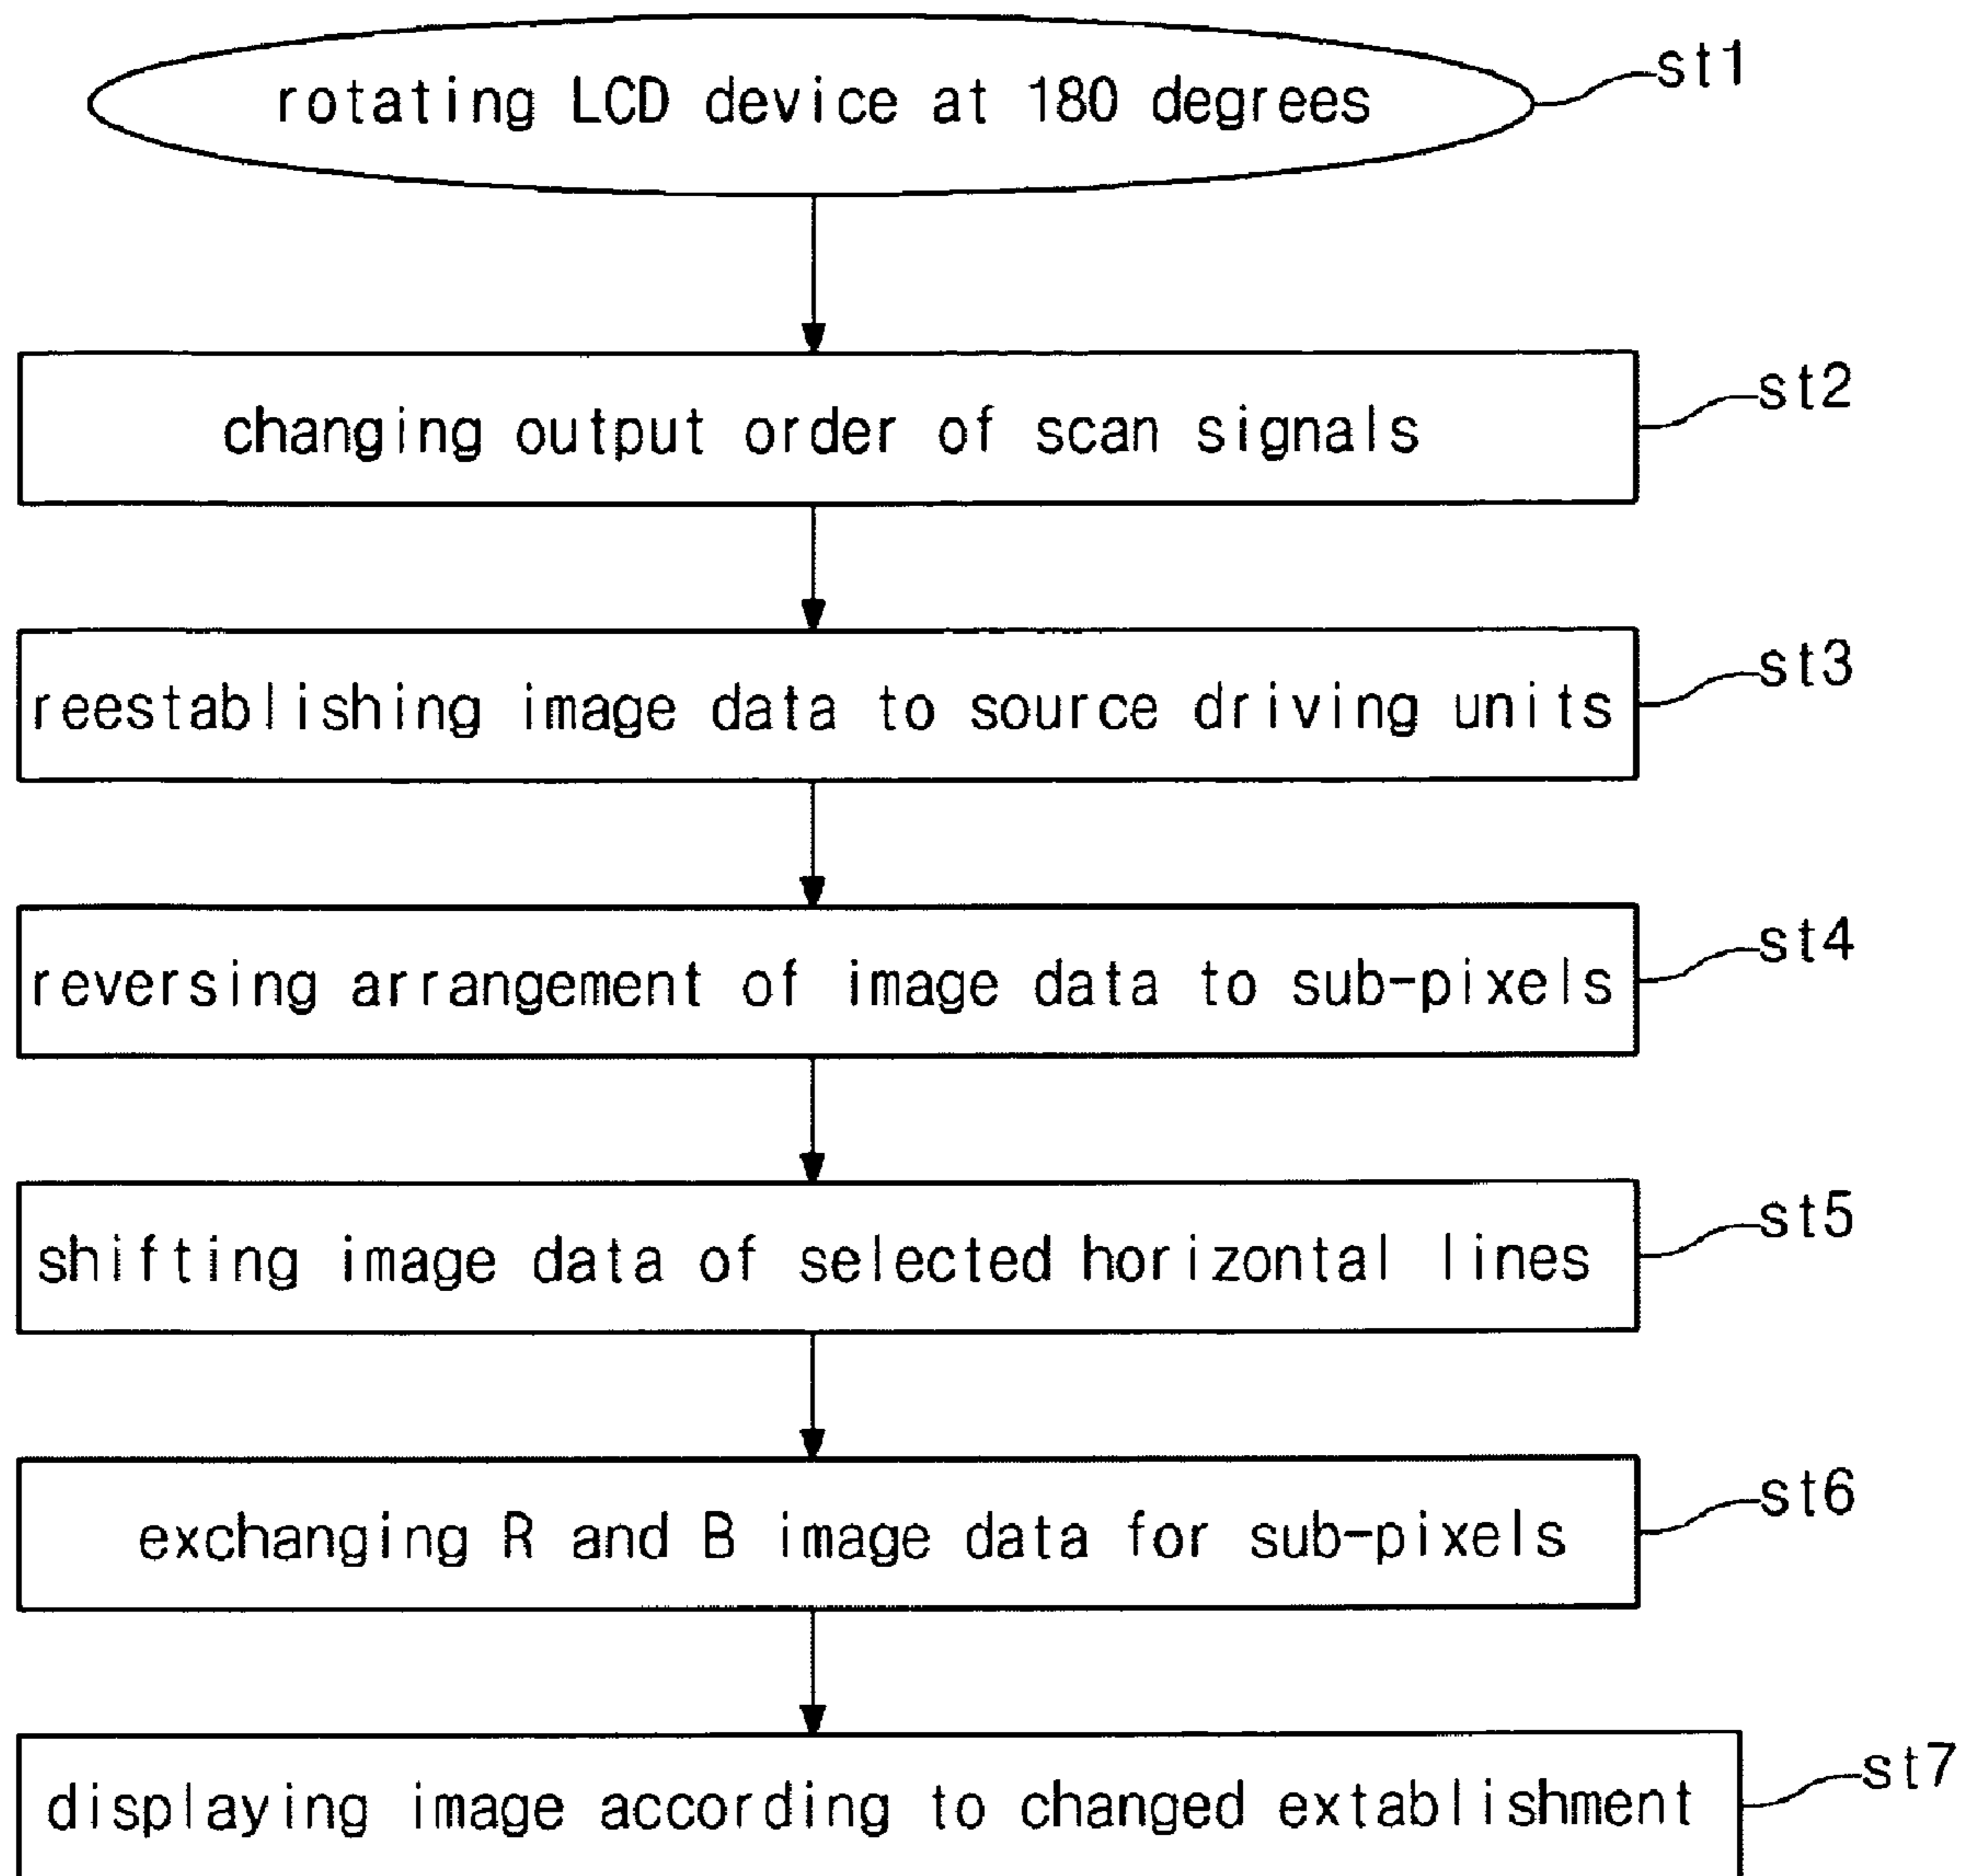 rotating LCD device at 180 degrees
st1
changing output order of scan signals
st2
reestablishing image data to source driving units
st3
reversing arrangement of image data to sub-pixels
st4
shifting image data of selected horizontal lines
st5
exchanging R and B image data for sub-pixels
st6
displaying image according to changed extablishment
st7